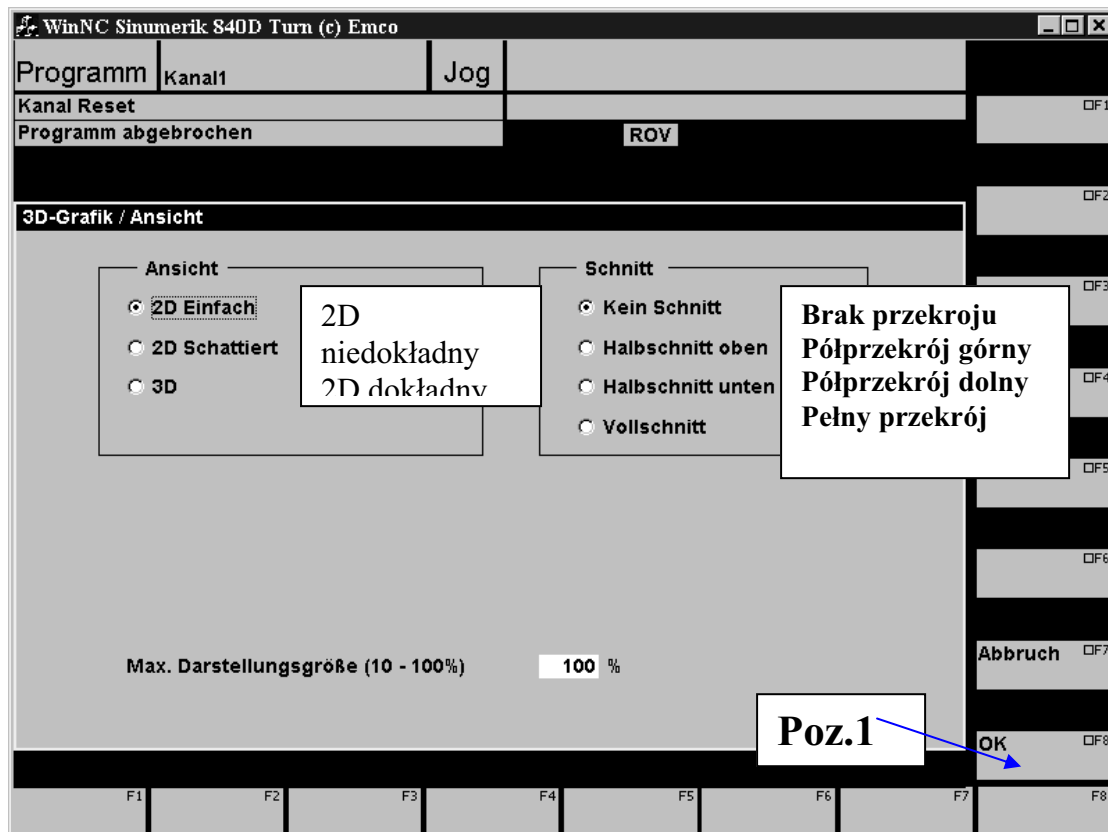 WinNC Sinumerik 840D Turn (c) Emco
Programm Kanal1 Jog
Kanal Reset
Programm abgebrochen ROV
3D-Grafik / Ansicht
Ansicht
2D Einfach
2D Schattiert
3D
2D
niedokładny
2D dokładny
Schnitt
Kein Schnitt
Halbschnitt oben
Halbschnitt unten
Vollschnitt
Brak przekroju
Półprzekrój górny
Półprzekrój dolny
Pełny przekrój
Max. Darstellungsgröße (10 - 100%) 100 %
Poz.1
F1
F2
F3
F4
F5
F6
Abbruch F7
OK F8
F1 F2 F3 F4 F5 F6 F7 F8